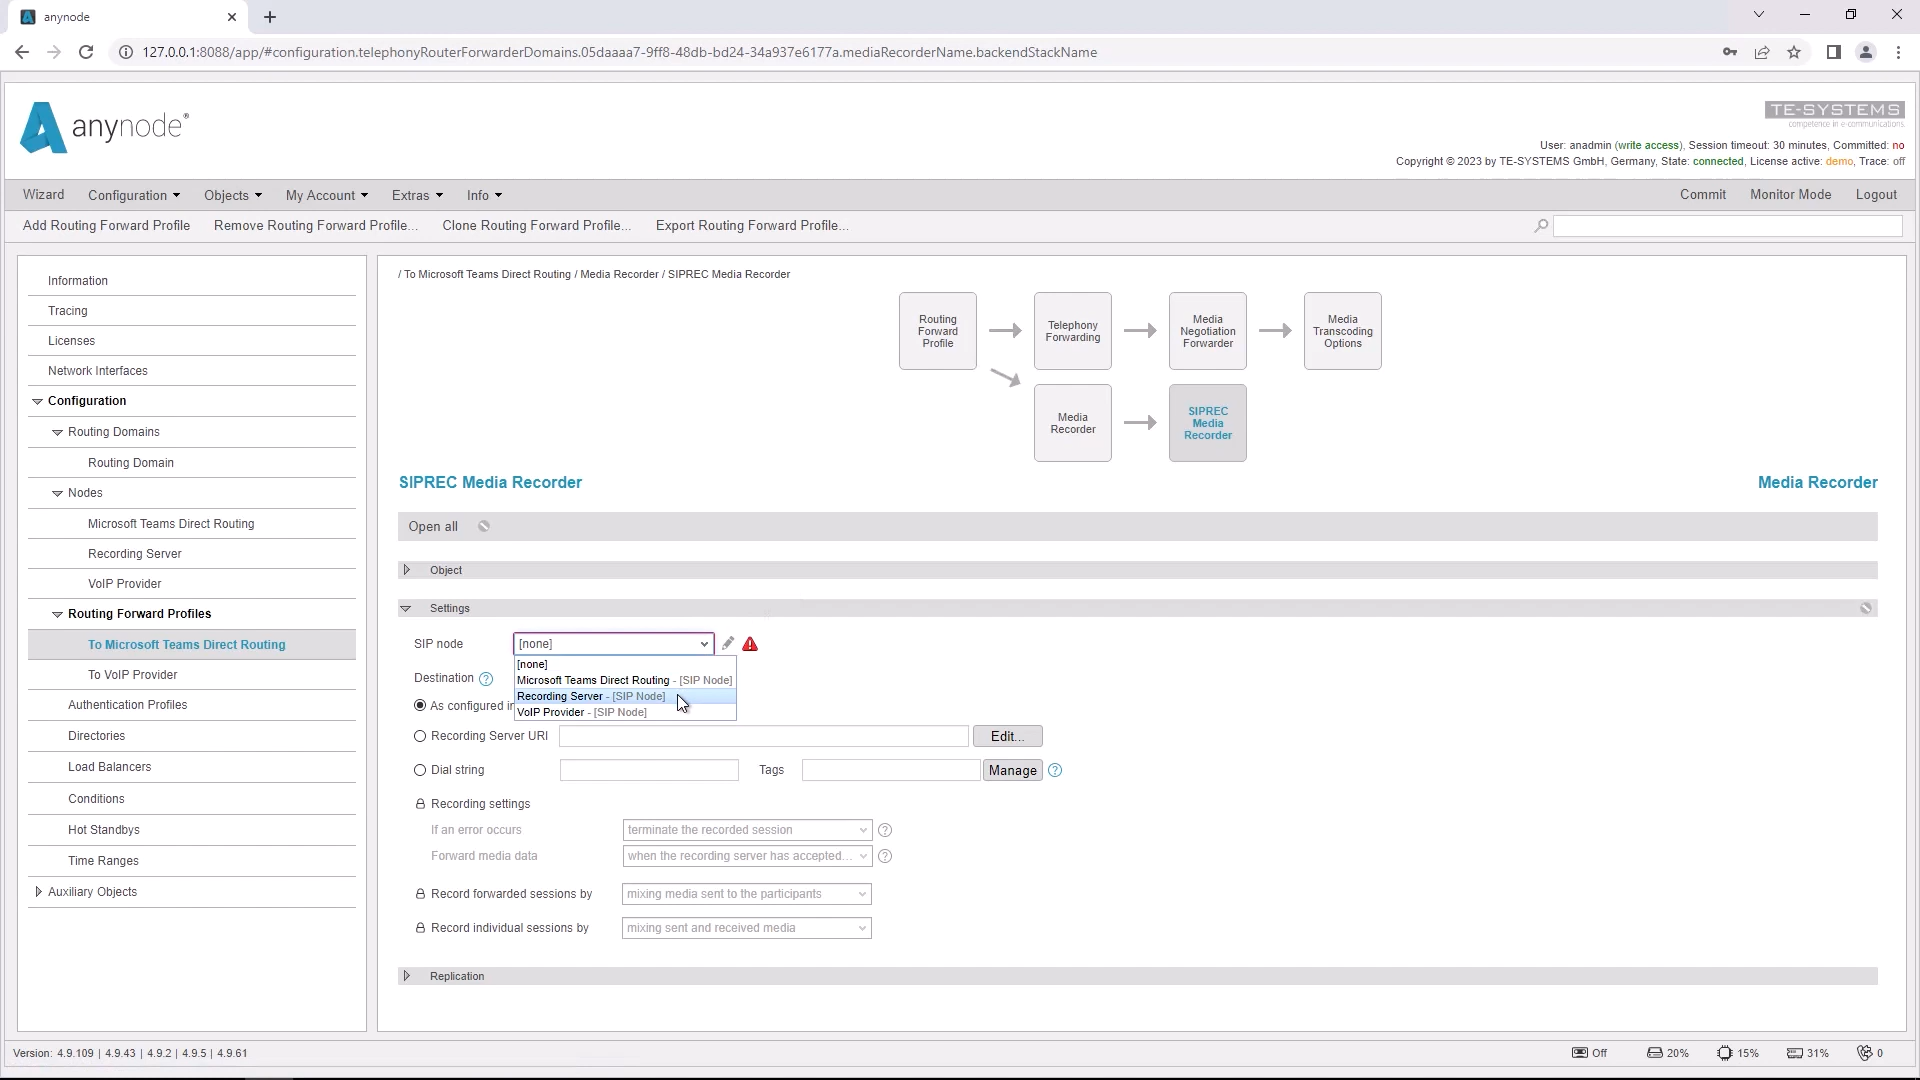 anynode
127.0.0.1:8088/app/#configuration.telephonyRouterForwarderDomains.05daaaa7-9ff8-48db-bd24-34a937e6177a.mediaRecorderName.backendStackName
anynode®
TE-SYSTEMS
competence in e-communications.
User: anadmin (write access), Session timeout: 30 minutes, Committed: no
Copyright © 2023 by TE-SYSTEMS GmbH, Germany, State: connected, License active: demo, Trace: off
Wizard Configuration Objects My Account Extras Info Commit Monitor Mode Logout
Add Routing Forward Profile Remove Routing Forward Profile... Clone Routing Forward Profile... Export Routing Forward Profile...
Information
Tracing
Licenses
Network Interfaces
Configuration
Routing Domains
Routing Domain
Nodes
Microsoft Teams Direct Routing
Recording Server
VoIP Provider
Routing Forward Profiles
To Microsoft Teams Direct Routing
To VoIP Provider
Authentication Profiles
Directories
Load Balancers
Conditions
Hot Standbys
Time Ranges
Auxiliary Objects
/ To Microsoft Teams Direct Routing / Media Recorder / SIPREC Media Recorder
Routing
Forward
Profile
Telephony
Forwarding
Media
Negotiation
Forwarder
Media
Transcoding
Options
Media
Recorder
SIPREC
Media
Recorder
SIPREC Media Recorder Media Recorder
Open all
Object
Settings
SIP node [none]
[none]
Microsoft Teams Direct Routing - [SIP Node]
Recording Server - [SIP Node]
VoIP Provider - [SIP Node]
Destination ?
As configured in
Recording Server URI Edit...
Dial string Tags Manage ?
Recording settings
If an error occurs terminate the recorded session ?
Forward media data when the recording server has accepted... ?
Record forwarded sessions by mixing media sent to the participants
Record individual sessions by mixing sent and received media
Replication
Version: 4.9.109 | 4.9.43 | 4.9.2 | 4.9.5 | 4.9.61 Off 20% 15% 31% 0